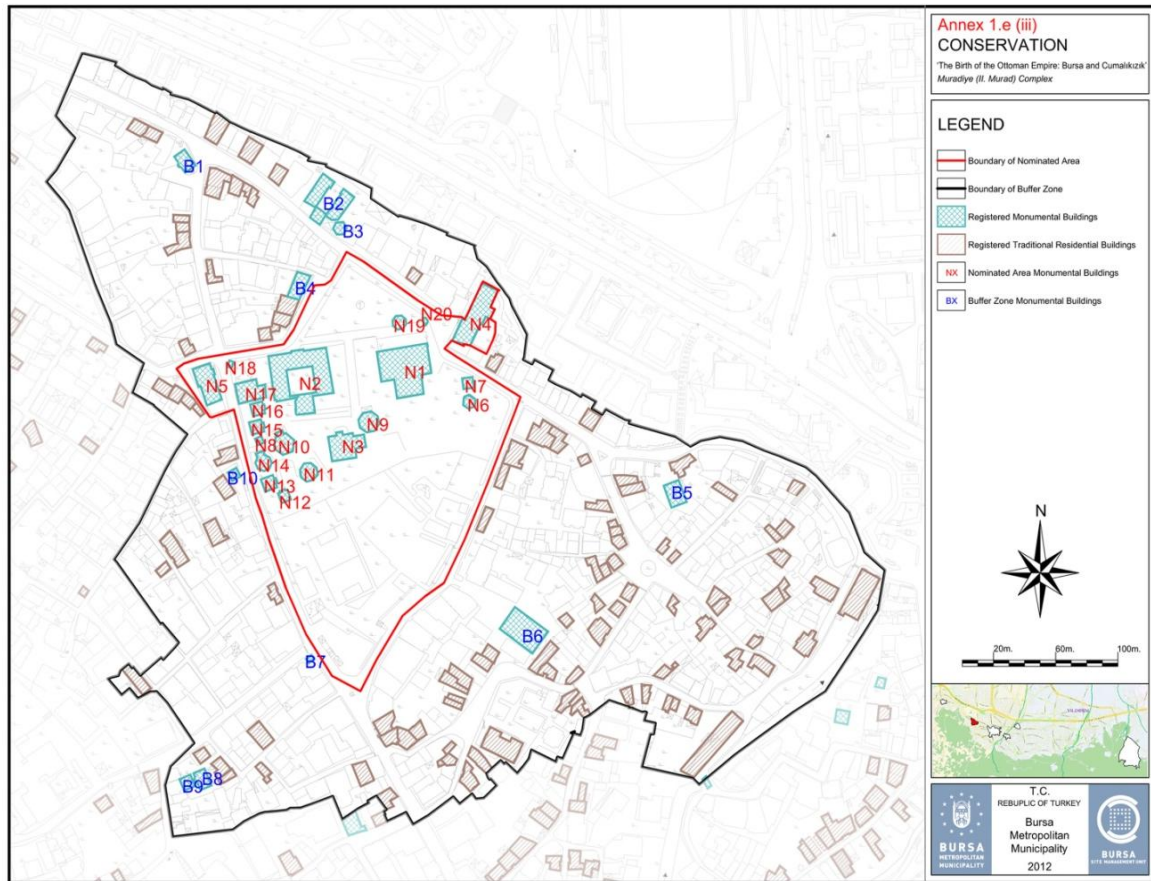 Annex 1.e (iii)
CONSERVATION
'The Birth of the Ottoman Empire: Bursa and Cumalıkızık'
Muradiye (II. Murad) Complex
LEGEND
Boundary of Nominated Area
Boundary of Buffer Zone
Registered Monumental Buildings
Registered Traditional Residential Buildings
NX Nominated Area Monumental Buildings
BX Buffer Zone Monumental Buildings
B1
B2
B3
B4
N20
N19
N4
N18
N1
N5
N2
N7
N17
N6
N16
N9
N15
N8
N10
N3
N14
N11
B10
N13
N12
B5
B6
B7
B9
B8
N
20m. 60m. 100m.
BURSA
METROPOLITAN
MUNICIPALITY
T.C.
REBUPLIC OF TURKEY
Bursa
Metropolitan
Municipality
2012
BURSA
SITE MANAGEMENT UNIT